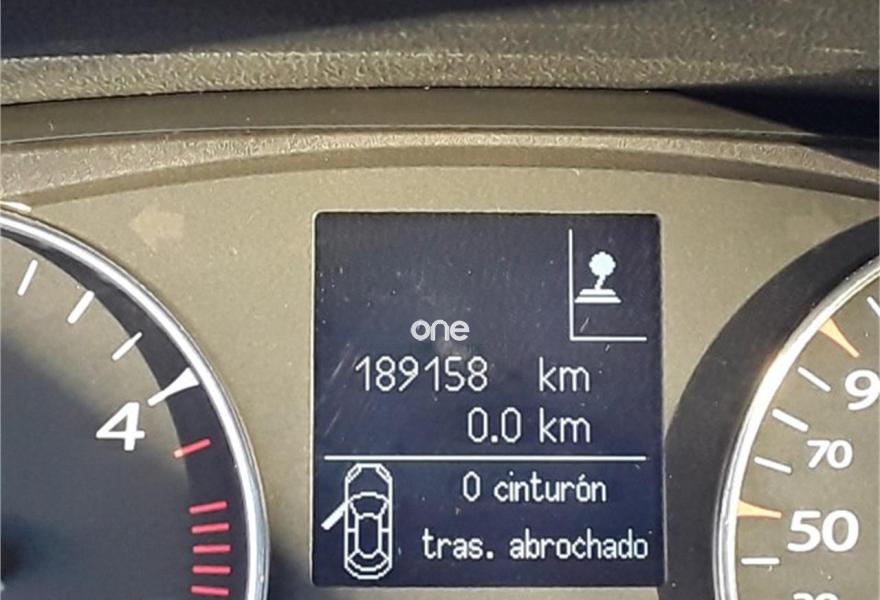 one
189158 km
0.0 km
0 cinturón
tras. abrochado
4
9
70
50